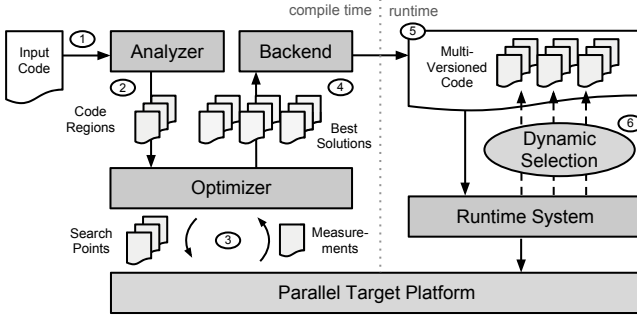 compile time
runtime
1
Input
Code
Analyzer
Backend
5
Multi-
Versioned
Code
2
4
Code
Regions
Best
Solutions
6
Dynamic
Selection
Optimizer
Runtime System
Search
Points
3
Measure-
ments
Parallel Target Platform